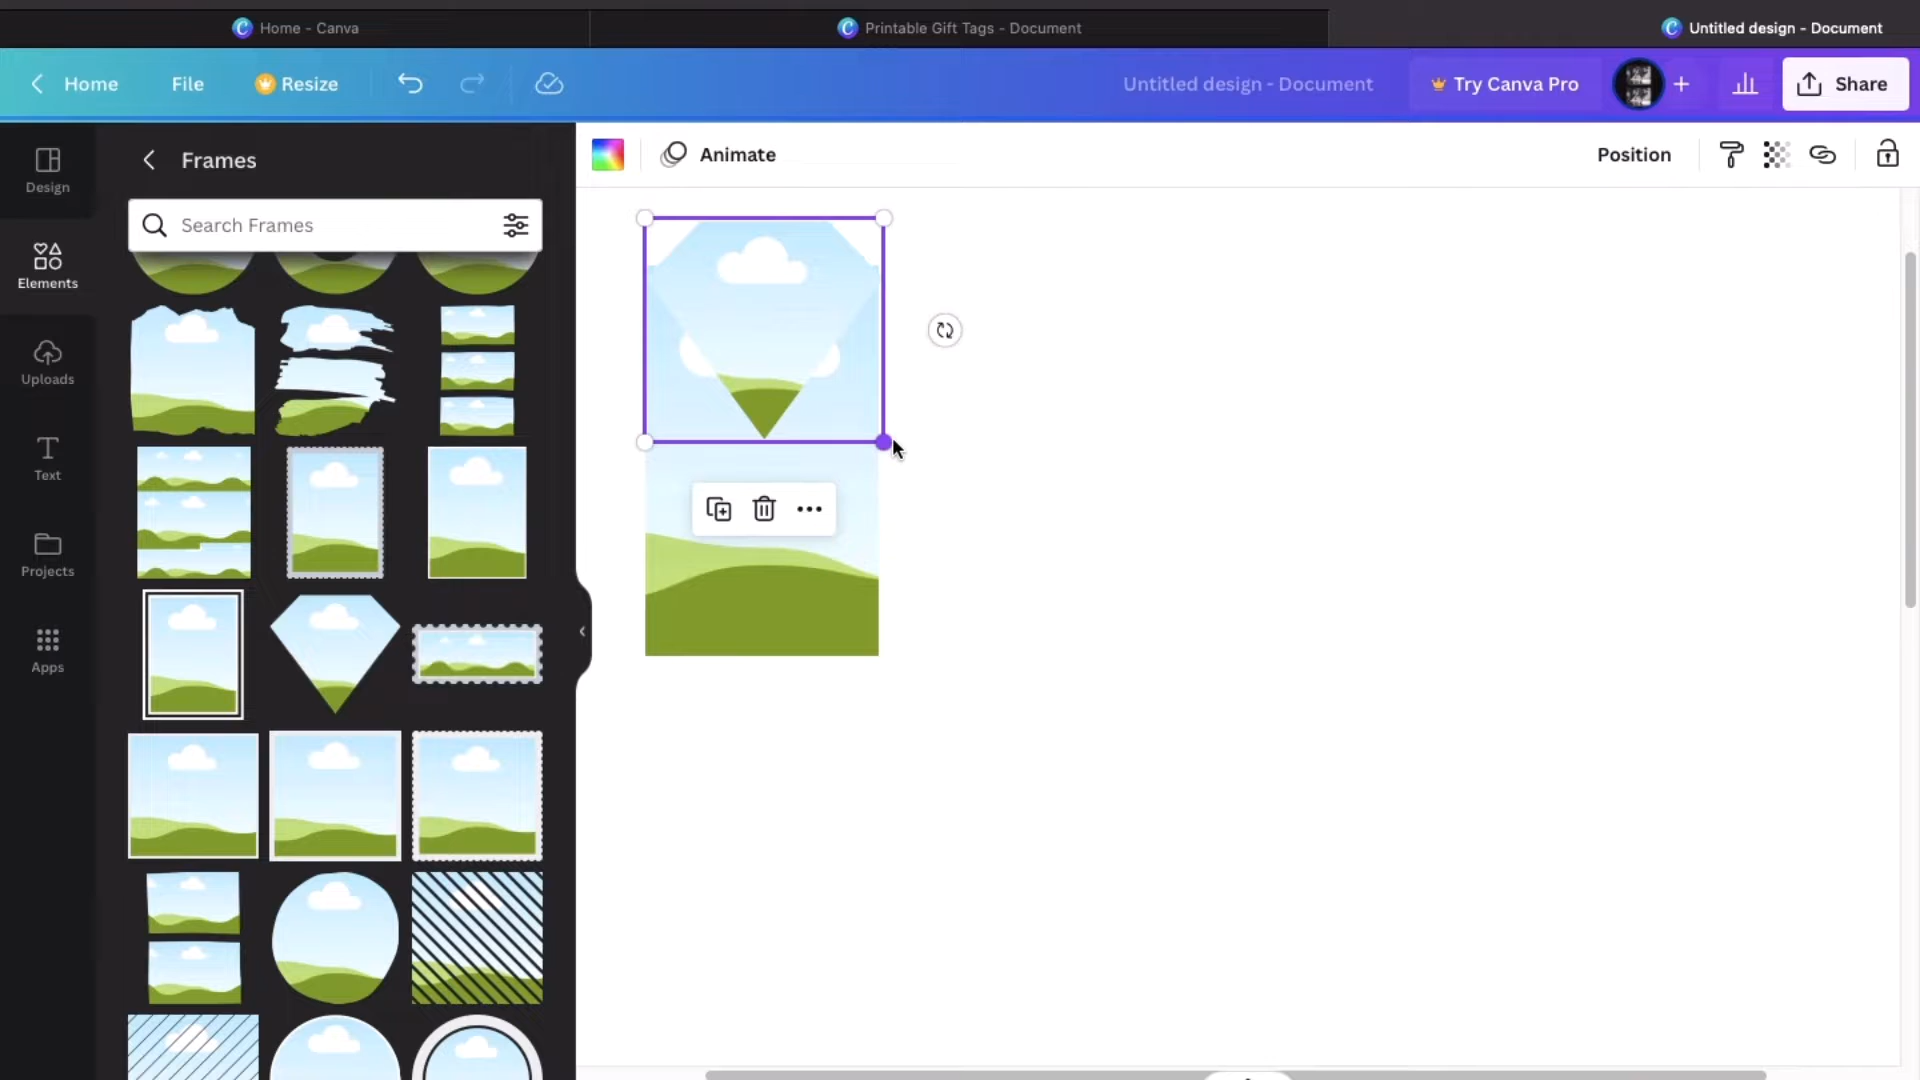 Home - Canva
Printable Gift Tags - Document
Untitled design - Document
Home
File
Resize
Untitled design - Document
Try Canva Pro
Share
Design
Elements
Uploads
Text
Projects
Apps
Frames
Search Frames
Animate
Position